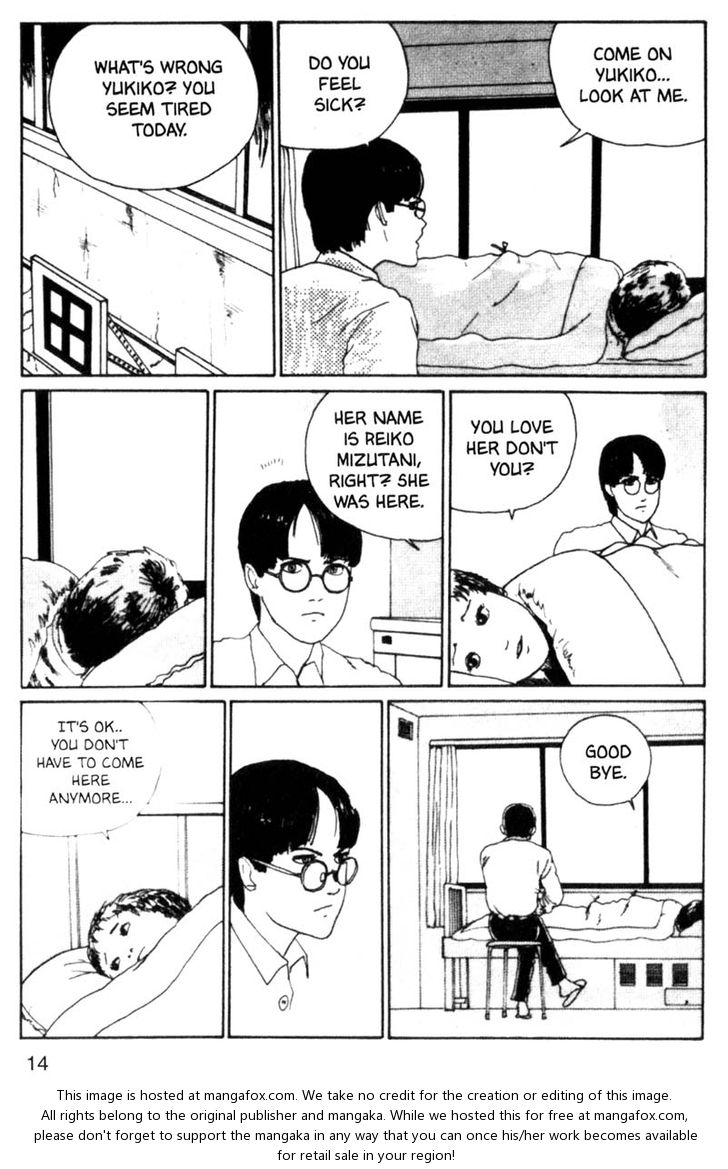 WHAT'S WRONG
YUKIKO? YOU
SEEM TIRED
TODAY.
DO YOU
FEEL
SICK?
COME ON
YUKIKO...
LOOK AT ME.
HER NAME
IS REIKO
MIZUTANI,
RIGHT? SHE
WAS HERE.
YOU LOVE
HER DON'T
YOU?
IT'S OK..
YOU DON'T
HAVE TO COME
HERE
ANYMORE...
GOOD
BYE.
14
This image is hosted at mangafox.com. We take no credit for the creation or editing of this image.
All rights belong to the original publisher and mangaka. While we hosted this for free at mangafox.com,
please don't forget to support the mangaka in any way that you can once his/her work becomes available
for retail sale in your region!